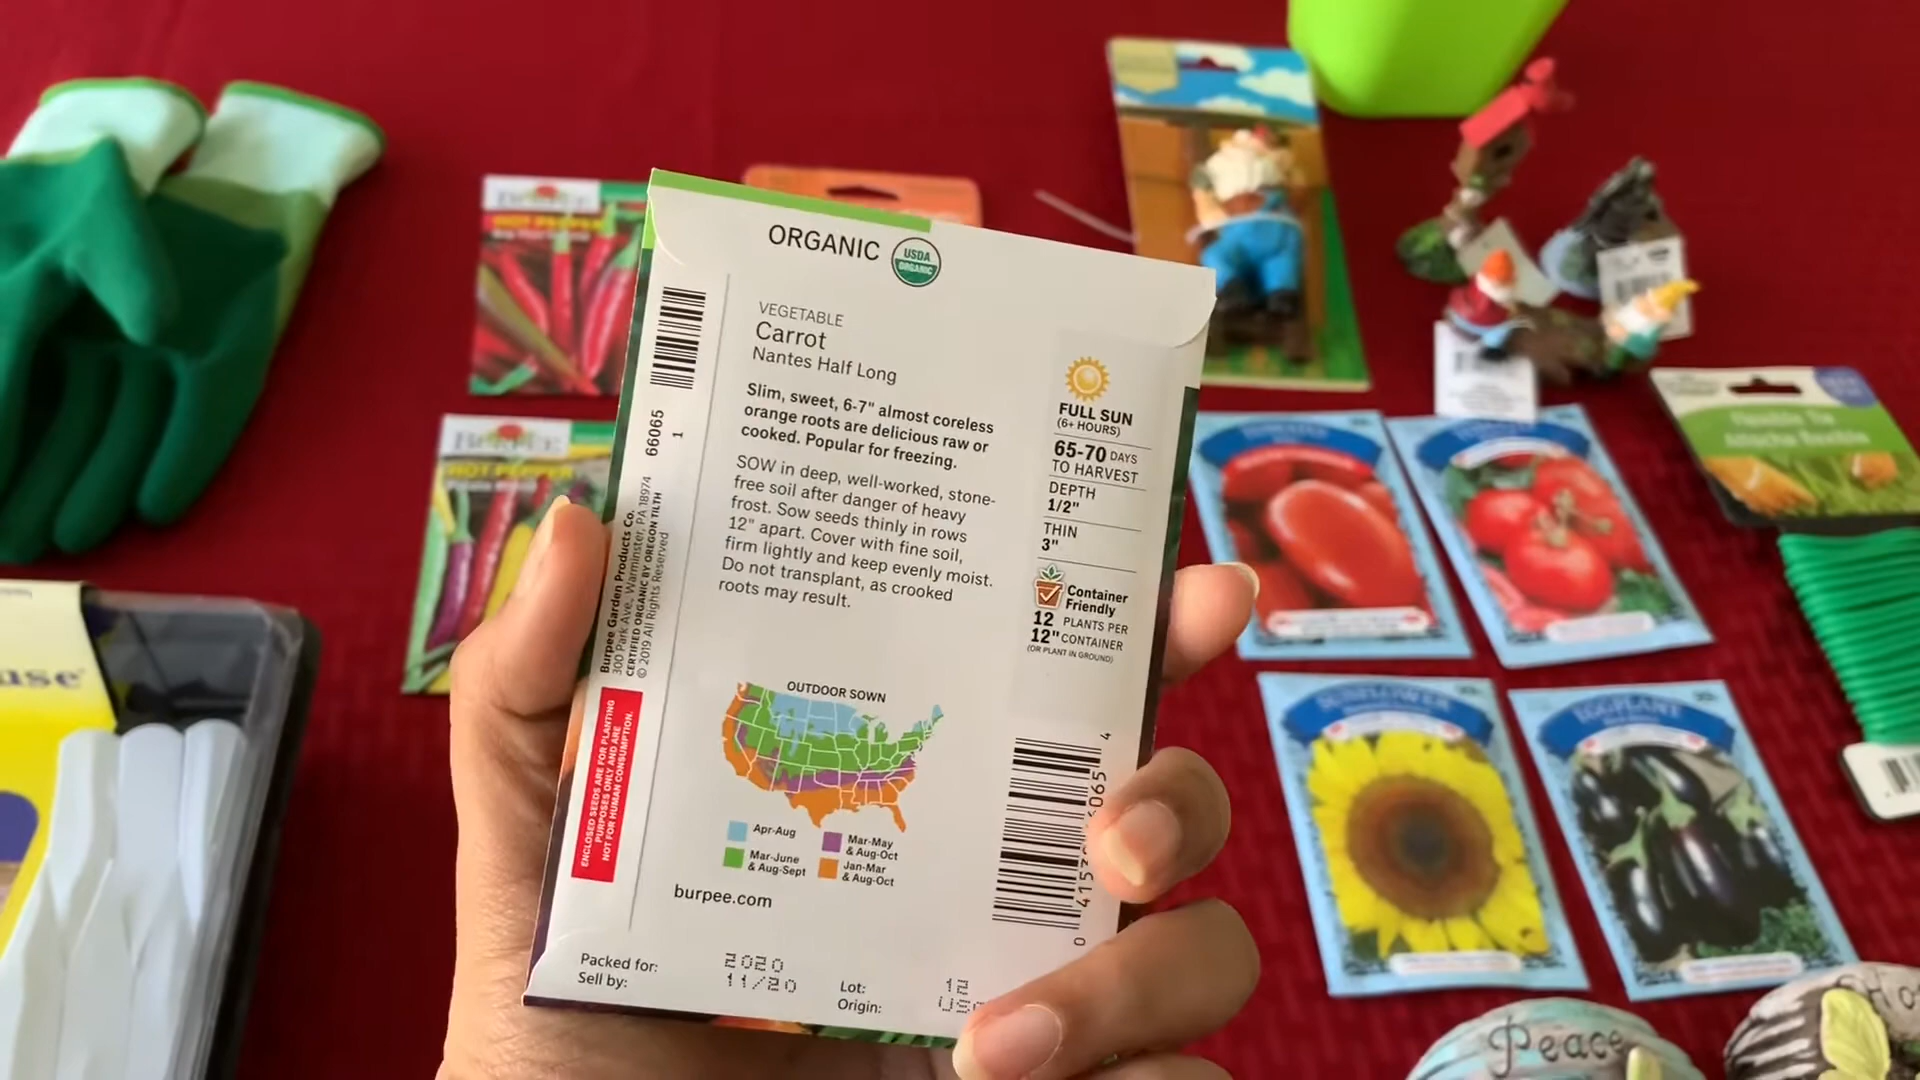 ORGANIC
USDA
ORGANIC
VEGETABLE
Carrot
Nantes Half Long
Slim, sweet, 6-7" almost coreless
orange roots are delicious raw or
cooked. Popular for freezing.
SOW in deep, well-worked, stone-
free soil after danger of heavy
frost. Sow seeds thinly in rows
12" apart. Cover with fine soil,
firm lightly and keep evenly moist.
Do not transplant, as crooked
roots may result.
FULL SUN
(6+ HOURS)
65-70 DAYS
TO HARVEST
DEPTH
1/2"
THIN
3"
Container
Friendly
12 PLANTS PER
12" CONTAINER
(OR PLANT IN GROUND)
OUTDOOR SOWN
Apr-Aug
Mar-June
& Aug-Sept
Mar-May
& Aug-Oct
Jan-Mar
& Aug-Oct
burpee.com
Packed for: 2020
Sell by: 11/20
Lot: 12
Origin:
66065 1
Burpee Garden Products Co.
300 Park Ave., Warminster, PA 18974
CERTIFIED ORGANIC BY OREGON TILTH
© 2019 All Rights Reserved
ENCLOSED SEEDS ARE FOR PLANTING
PURPOSES ONLY AND ARE
NOT FOR HUMAN CONSUMPTION.
HOT PEPPER
HOT PEPPER
SUNFLOWER
EGGPLANT
Peace